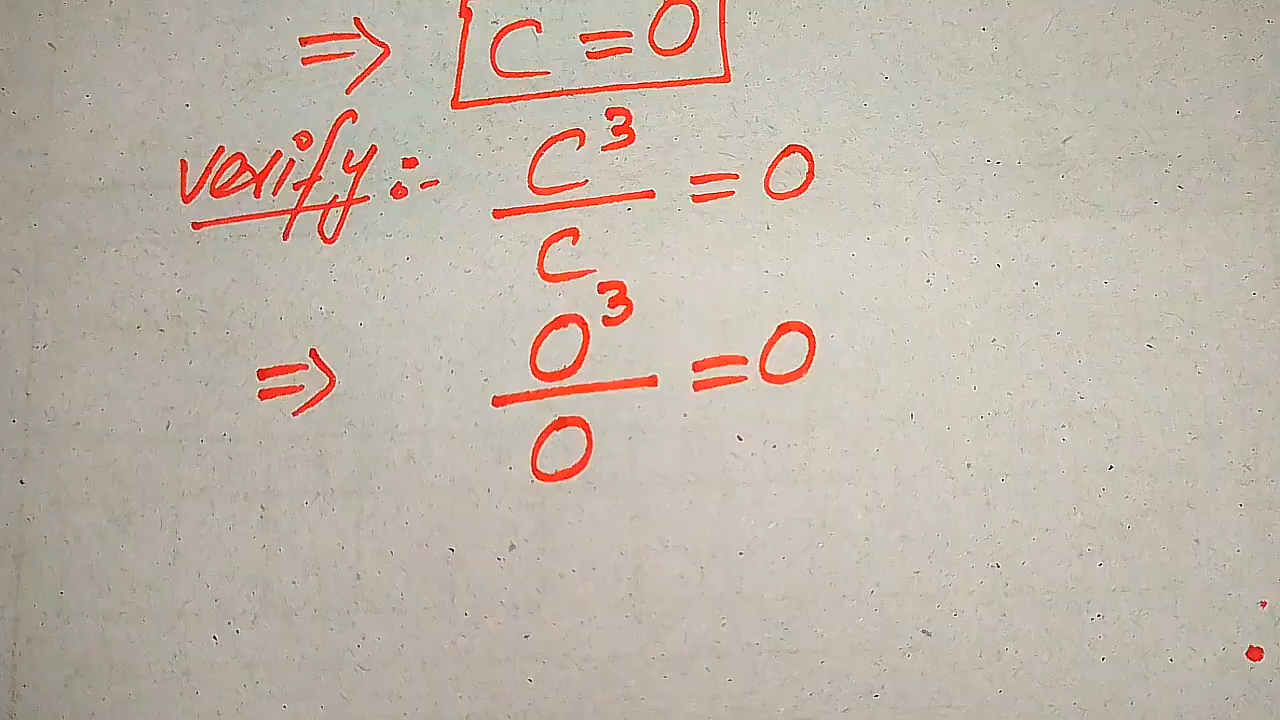 ⇒ C = 0
verify :- C³/C = 0
⇒ 0³/0 = 0